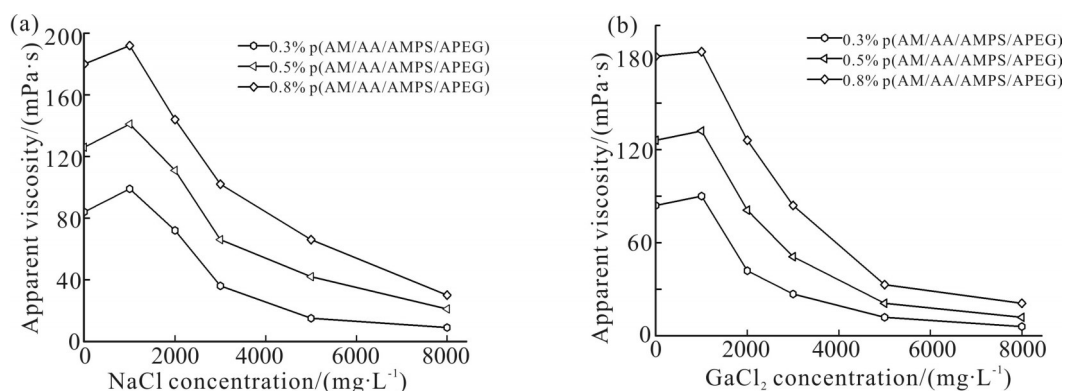 (a)
200
160
120
80
40
0
Apparent viscosity/(mPa·s)
0.3% p(AM/AA/AMPS/APEG)
0.5% p(AM/AA/AMPS/APEG)
0.8% p(AM/AA/AMPS/APEG)
0 2000 4000 6000 8000
NaCl concentration/(mg·L⁻¹)
(b)
180
120
60
0
Apparent viscosity/(mPa·s)
0.3% p(AM/AA/AMPS/APEG)
0.5% p(AM/AA/AMPS/APEG)
0.8% p(AM/AA/AMPS/APEG)
0 2000 4000 6000 8000
GaCl₂ concentration/(mg·L⁻¹)